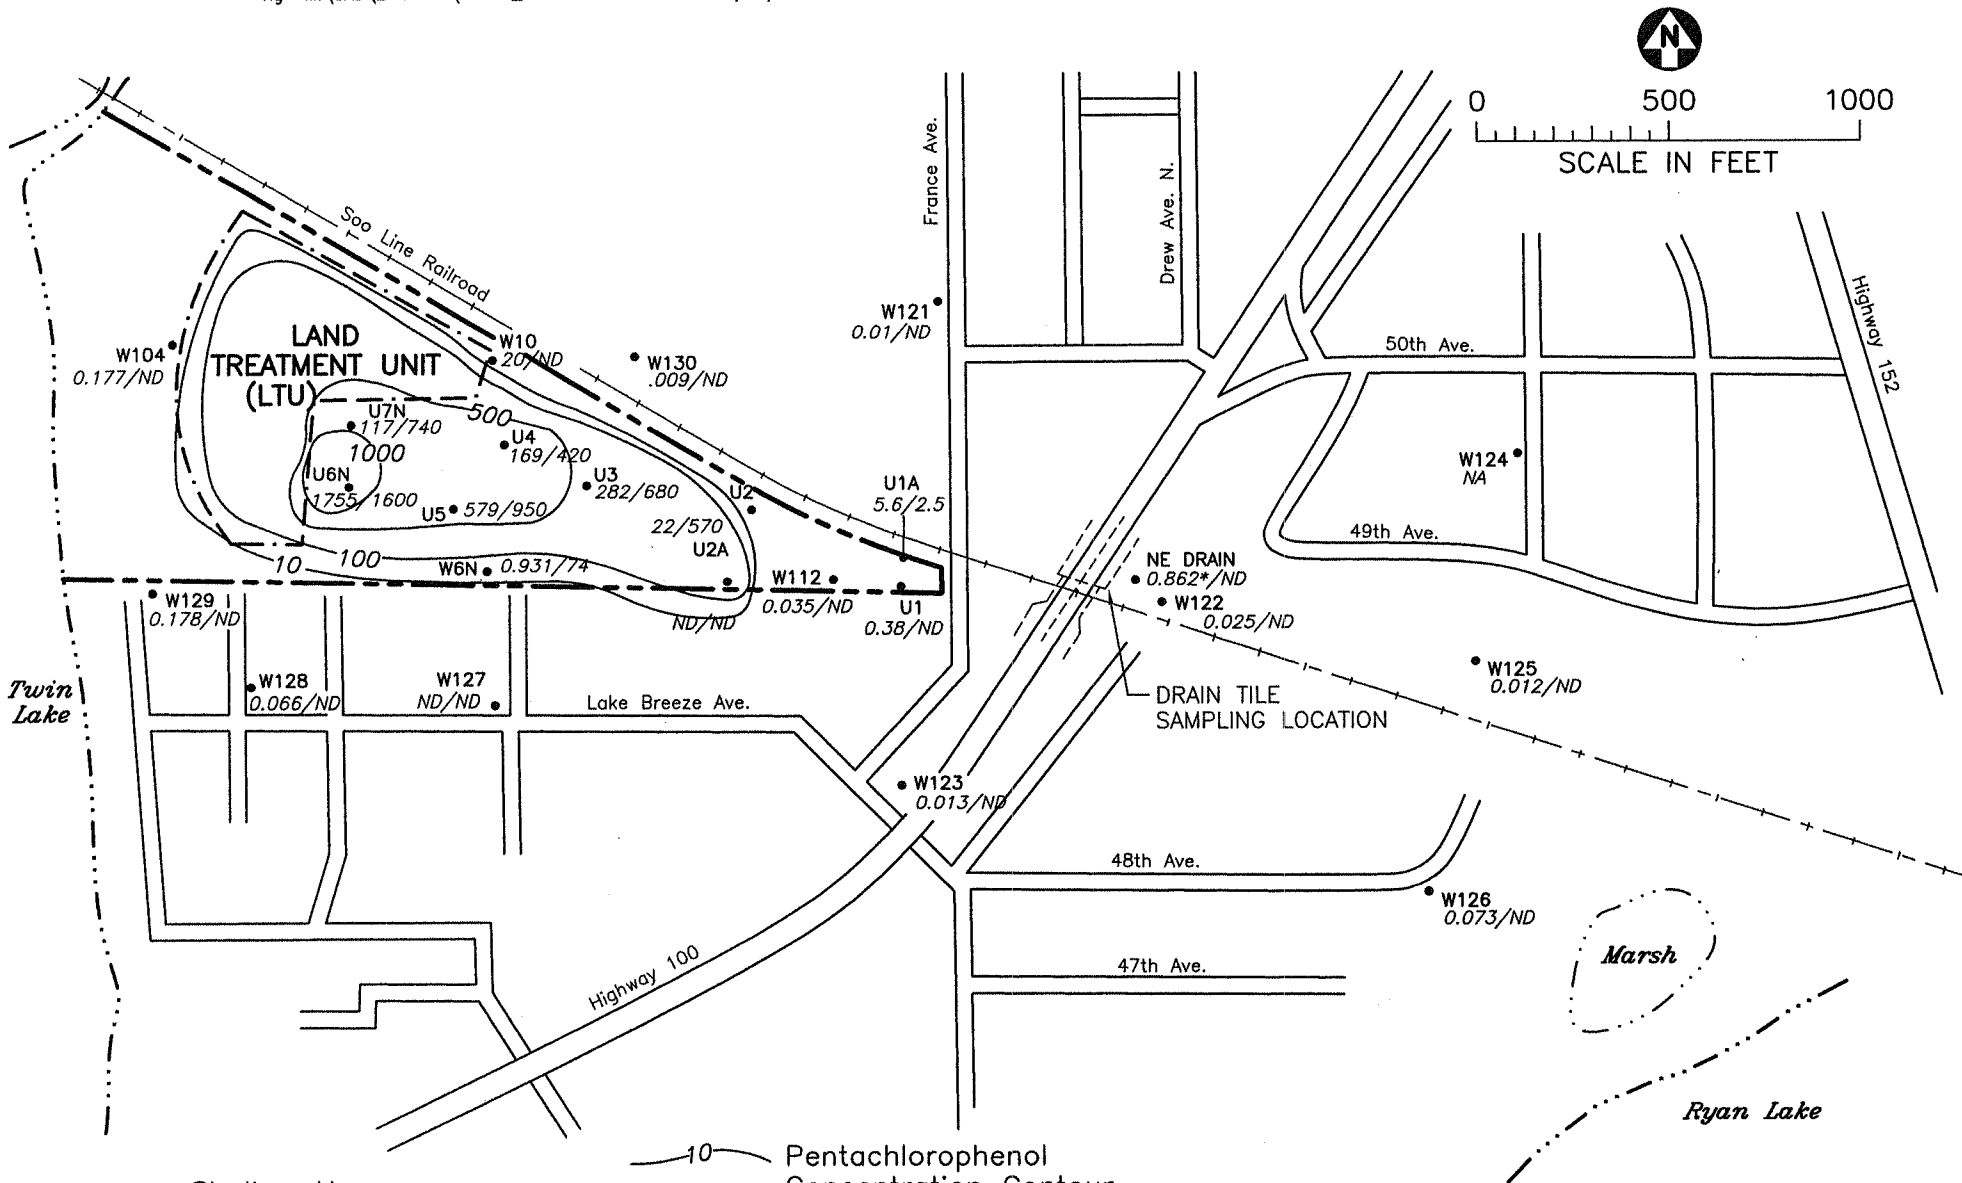 N
0 500 1000
SCALE IN FEET
France Ave.
Drew Ave. N.
Soo Line Railroad
Highway 152
W121
0.01/ND
50th Ave.
LAND
TREATMENT UNIT
(LTU)
W10
20/ND
W130
.009/ND
W104
0.177/ND
500
U7N
117/740
1000
U4
169/420
W124
NA
U6N
1755/1600
U3
282/680
U5 579/950
U2
22/570
U1A
5.6/2.5
49th Ave.
U2A
100
10
W6N 0.931/74
W112
0.035/ND
U1
0.38/ND
NE DRAIN
0.862*/ND
W122
0.025/ND
W129
0.178/ND
ND/ND
W125
0.012/ND
Twin
Lake
W128
0.066/ND
W127
ND/ND
Lake Breeze Ave.
DRAIN TILE
SAMPLING LOCATION
W123
0.013/ND
48th Ave.
W126
0.073/ND
Marsh
Highway 100
47th Ave.
Ryan Lake
10 Pentachlorophenol
Concentration Contour